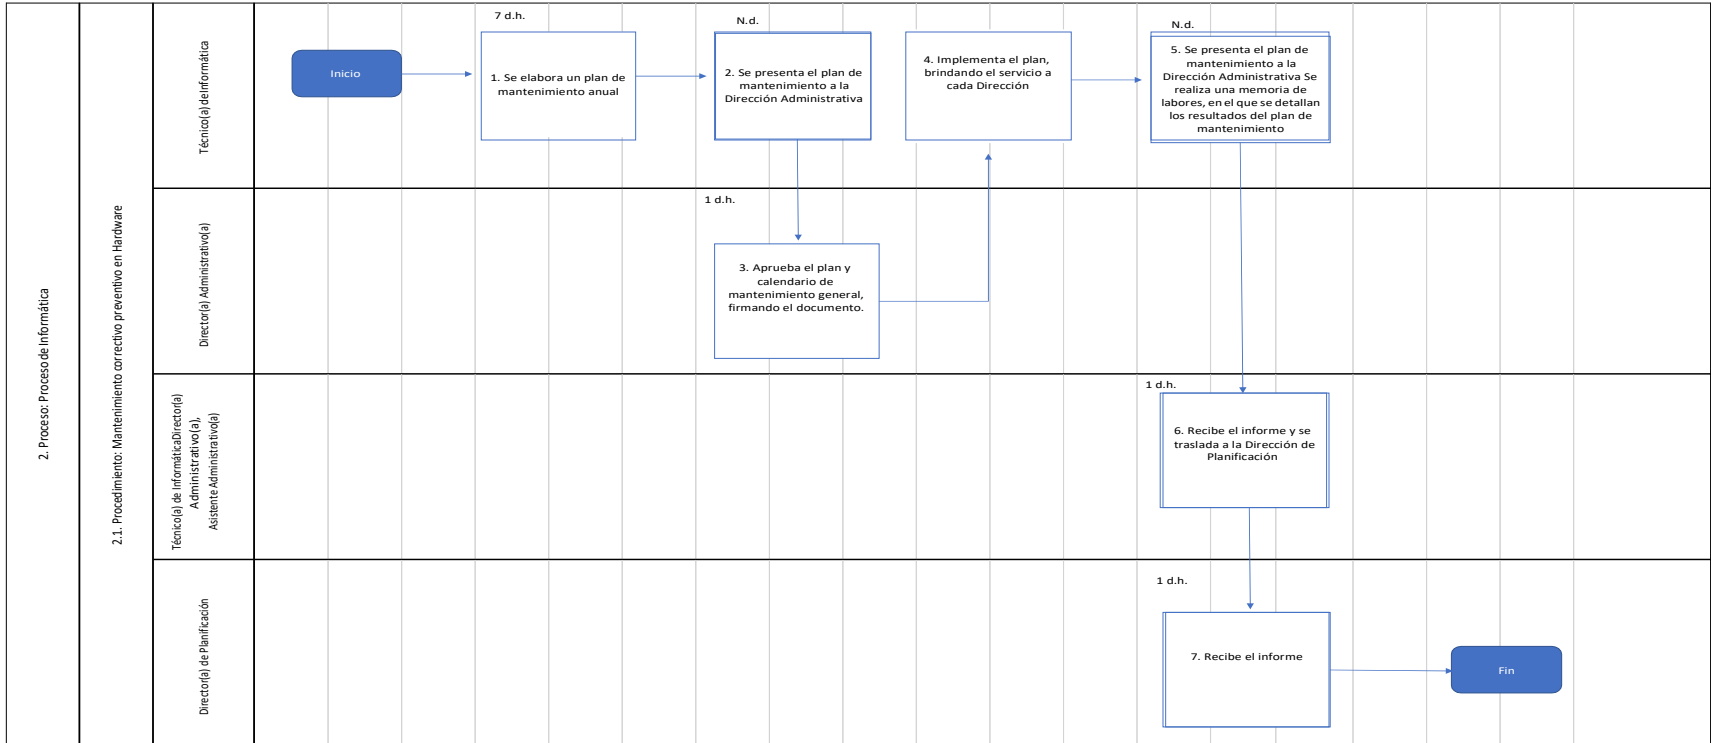 2. Proceso: Proceso de Informática
2.1. Procedimiento: Mantenimiento correctivo preventivo en Hardware
Técnico(a) de Informática
Inicio
7 d.h.
1. Se elabora un plan de
mantenimiento anual
N.d.
2. Se presenta el plan de
mantenimiento a la
Dirección Administrativa
4. Implementa el plan,
brindando el servicio a
cada Dirección
N.d.
5. Se presenta el plan de
mantenimiento a la
Dirección Administrativa Se
realiza una memoria de
labores, en el que se detallan
los resultados del plan de
mantenimiento
Director(a) Administrativo(a)
1 d.h.
3. Aprueba el plan y
calendario de
mantenimiento general,
firmando el documento.
Técnico(a) de InformáticaDirector(a)
Administrativo(a),
Asistente Administrativo(a)
1 d.h.
6. Recibe el informe y se
traslada a la Dirección de
Planificación
Director(a) de Planificación
1 d.h.
7. Recibe el informe
Fin